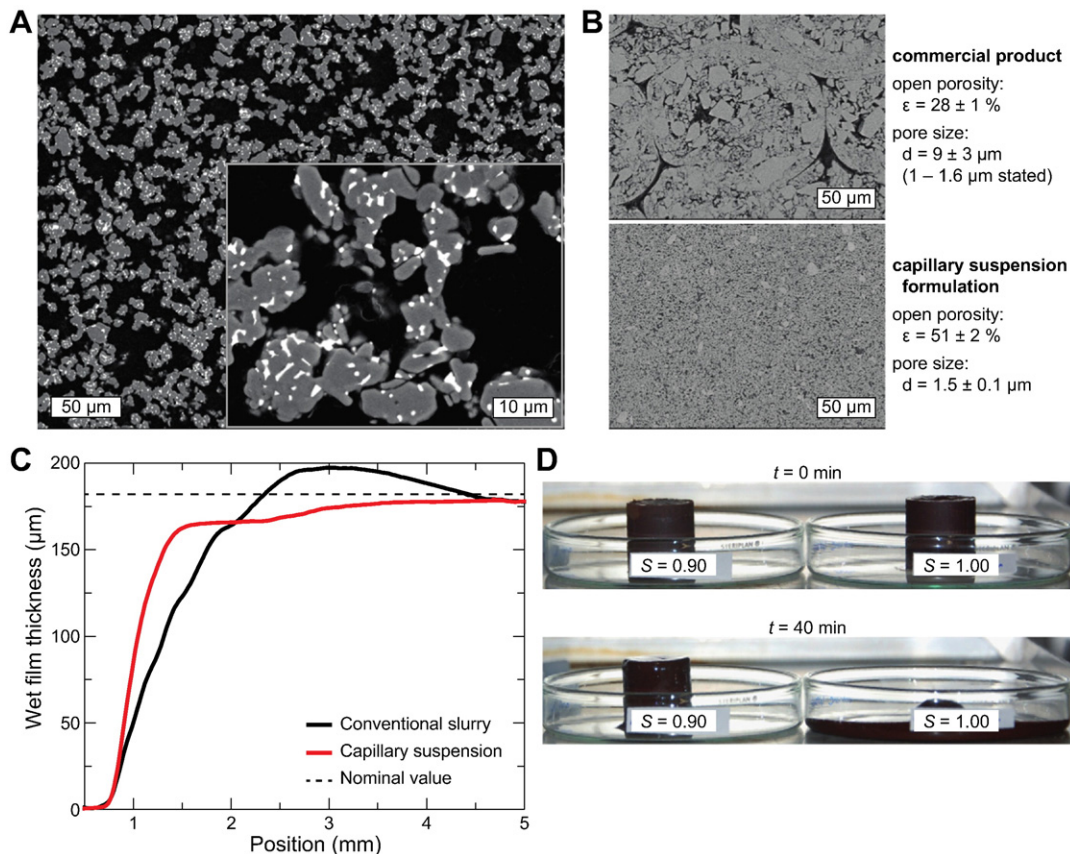 A
50 µm
10 µm
B
50 µm
50 µm
commercial product
open porosity:
ε = 28 ± 1 %
pore size:
d = 9 ± 3 µm
(1 – 1.6 µm stated)
capillary suspension
formulation
open porosity:
ε = 51 ± 2 %
pore size:
d = 1.5 ± 0.1 µm
C
Wet film thickness (µm)
200
150
100
50
0
Conventional slurry
Capillary suspension
Nominal value
1 2 3 4 5
Position (mm)
D
t = 0 min
STERIPLAN
S = 0.90
S = 1.00
t = 40 min
S = 0.90
S = 1.00